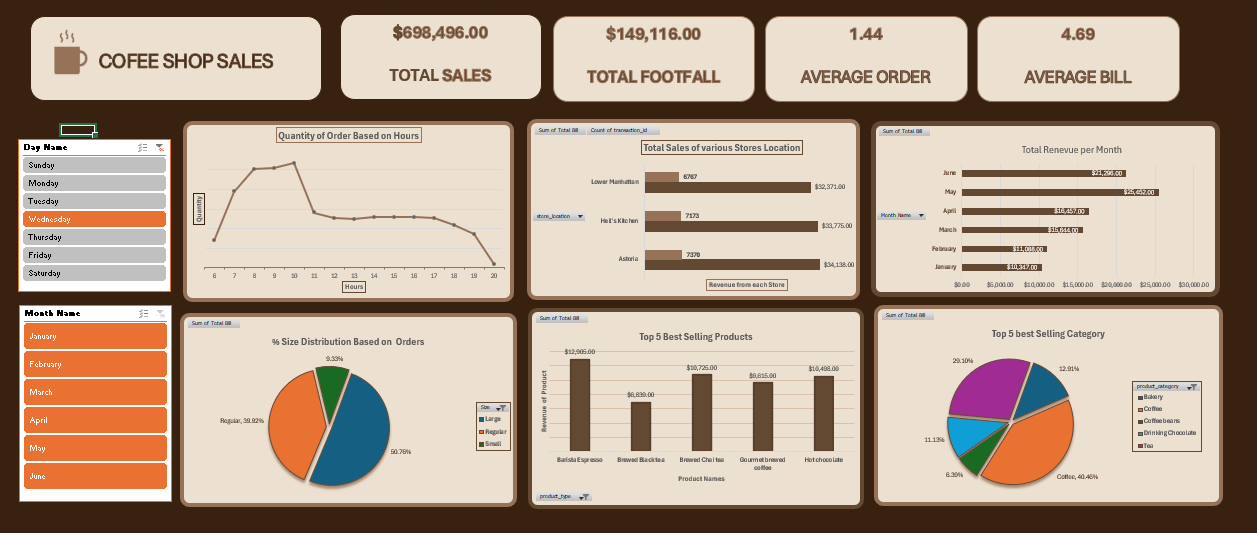 COFEE SHOP SALES
$698,496.00
TOTAL SALES
$149,116.00
TOTAL FOOTFALL
1.44
AVERAGE ORDER
4.69
AVERAGE BILL
Day Name
Sunday
Monday
Tuesday
Wednesday
Thursday
Friday
Saturday
Quantity of Order Based on Hours
Quantity
6 7 8 9 10 11 12 13 14 15 16 17 18 19 20
Hours
Sum of Total Bill Count of transaction_id
Total Sales of various Stores Location
store_location
Lower Manhattan
6767
$32,371.00
Hell's Kitchen
7173
$33,775.00
Astoria
7370
$34,138.00
Revenue from each Store
Sum of Total Bill
Total Renevue per Month
Month_Name
June $21,296.00
May $25,452.00
April $16,457.00
March
February $11,088.00
January
$0.00 $5,000.00 $10,000.00 $15,000.00 $20,000.00 $25,000.00 $30,000.00
Month Name
January
February
March
April
May
June
Sum of Total Bill
% Size Distribution Based on Orders
9.33%
Regular, 39.92%
50.76%
Size
Large
Regular
Small
Sum of Total Bill
Top 5 Best Selling Products
Revenue of Product
$12,905.00
$6,839.00
$10,725.00
$9,615.00
$10,498.00
Barista Espresso
Brewed Black tea
Brewed Chai tea
Gourmet brewed coffee
Hot chocolate
Product Names
product_type
Sum of Total Bill
Top 5 best Selling Category
29.10%
12.91%
11.13%
6.39%
Coffee, 40.46%
product_category
Bakery
Coffee
Coffee beans
Drinking Chocolate
Tea